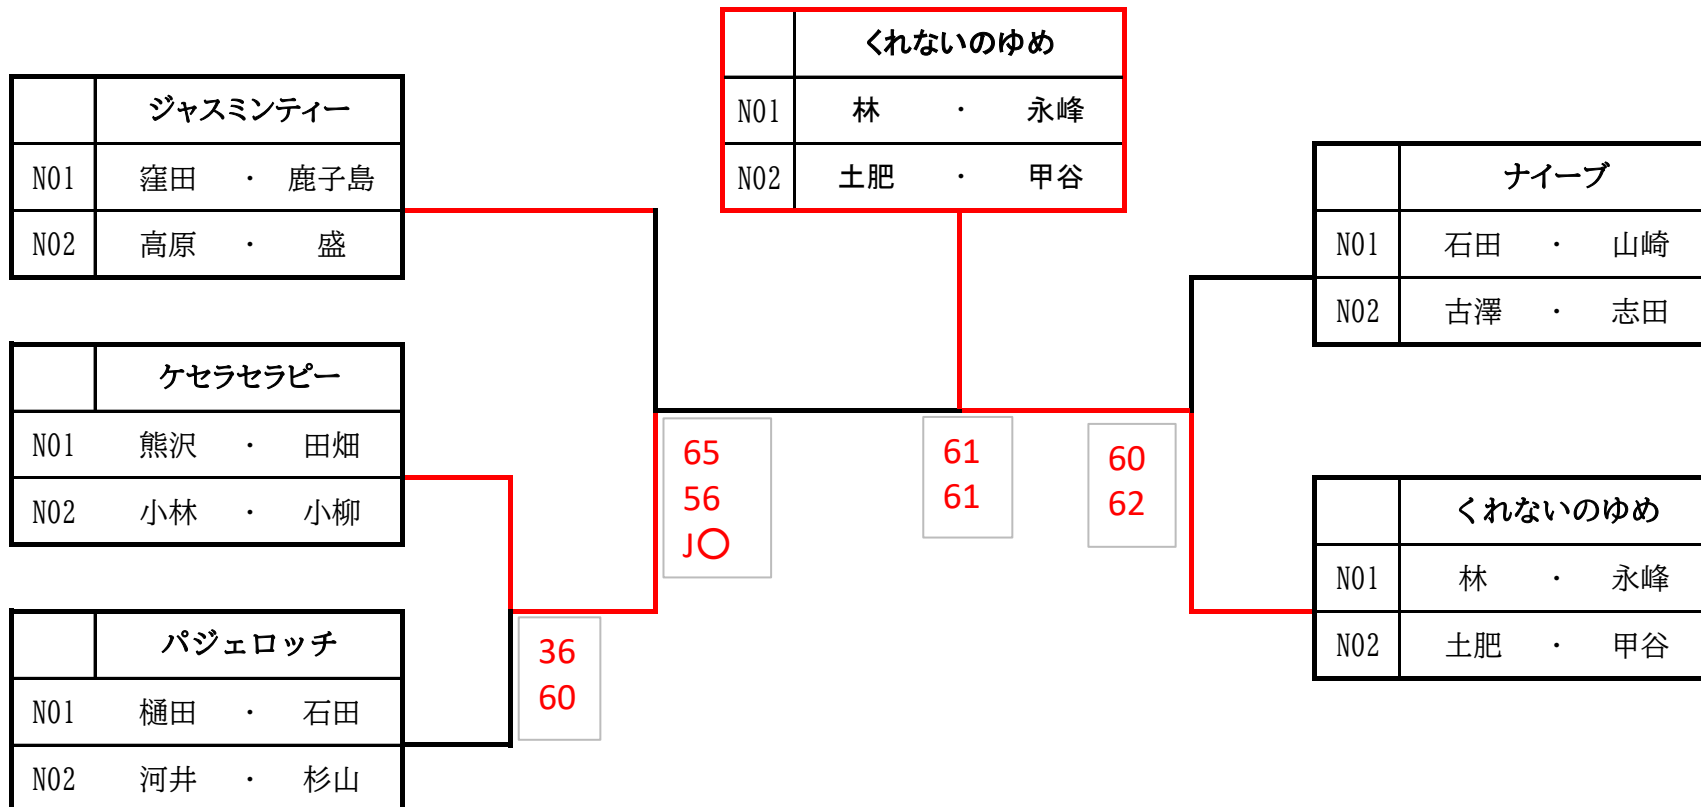 くれないのゆめ
N01 林 ・ 永峰
N02 土肥 ・ 甲谷
ジャスミンティー
N01 窪田 ・ 鹿子島
N02 高原 ・ 盛
ケセラセラピー
N01 熊沢 ・ 田畑
N02 小林 ・ 小柳
パジェロッチ
N01 樋田 ・ 石田
N02 河井 ・ 杉山
36
60
65
56
J〇
61
61
60
62
ナイーブ
N01 石田 ・ 山崎
N02 古澤 ・ 志田
くれないのゆめ
N01 林 ・ 永峰
N02 土肥 ・ 甲谷